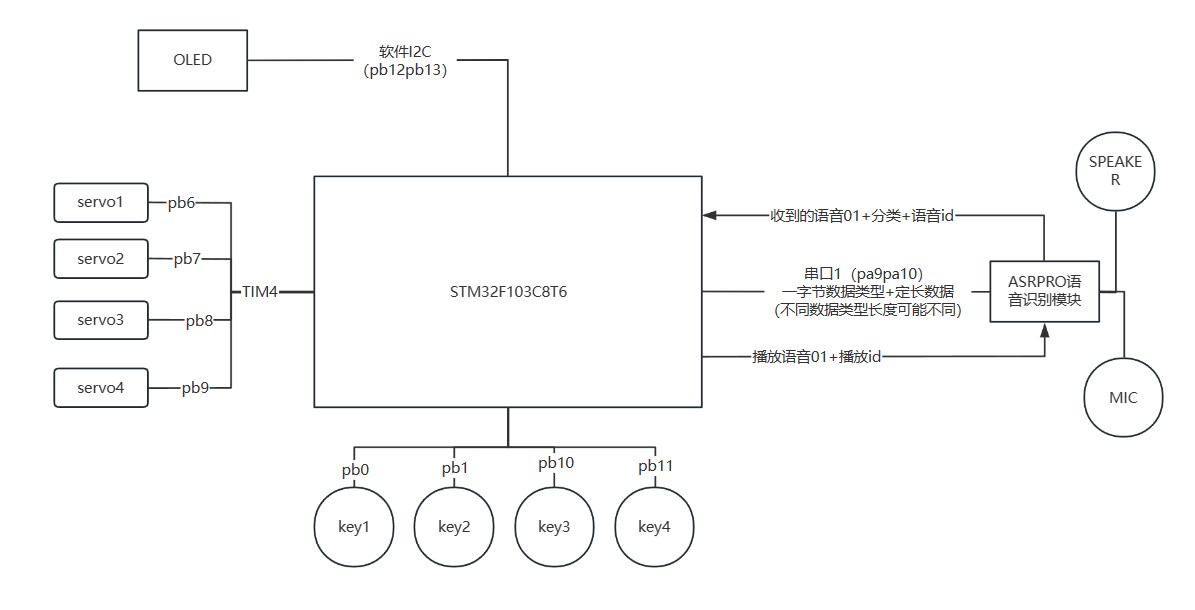 OLED
软件I2C
（pb12pb13）
SPEAKE
R
servo1
pb6
servo2
pb7
servo3
pb8
servo4
pb9
TIM4
STM32F103C8T6
收到的语音01+分类+语音id
串口1（pa9pa10）
一字节数据类型+定长数据
（不同数据类型长度可能不同）
播放语音01+播放id
ASRPRO语
音识别模块
MIC
pb0
pb1
pb10
pb11
key1
key2
key3
key4